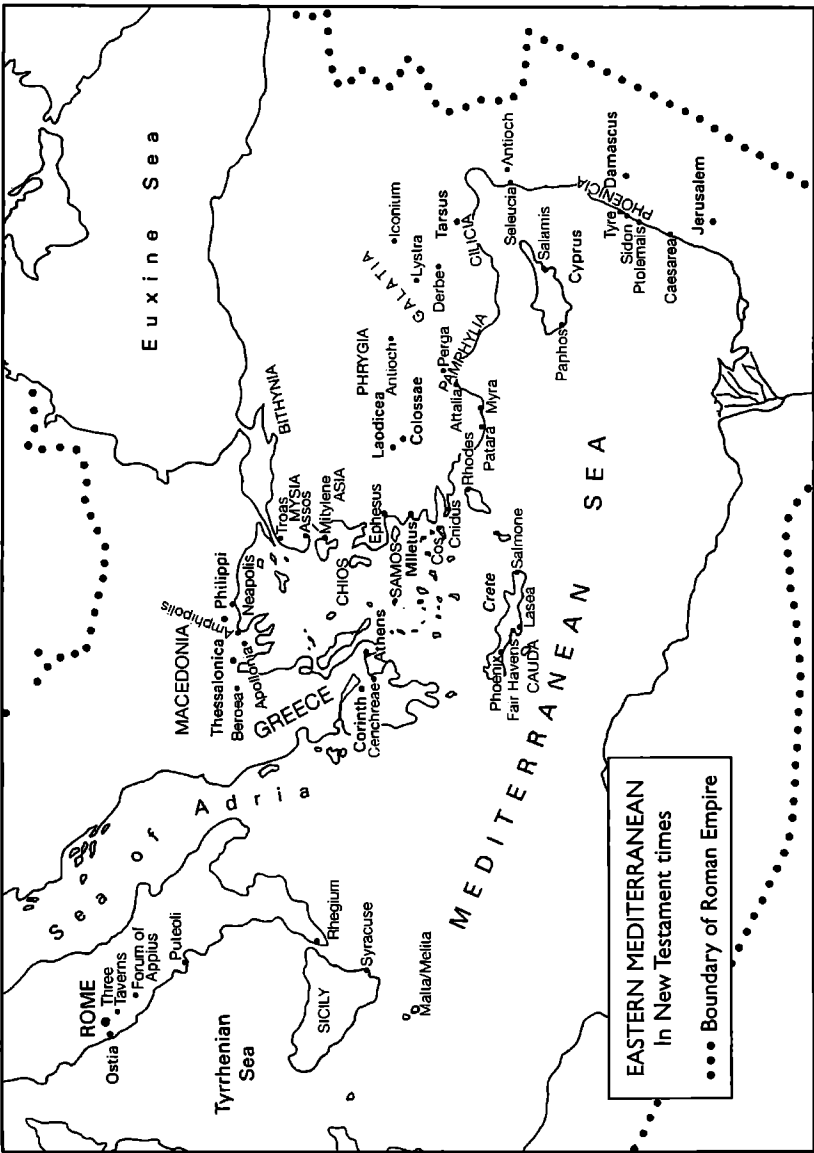 Euxine Sea
MACEDONIA
Philippi
Amphipolis
Neapolis
Thessalonica
Beroea
Apollonia
GREECE
Corinth
Cenchreae
Athens
BITHYNIA
Troas
MYSIA
Assos
Mitylene
ASIA
CHIOS
Ephesus
SAMOS
Miletus
Cos
Cnidus
Rhodes
Patara
Myra
PHRYGIA
Laodicea
Antioch
Colossae
Attalia
Perga
PAMRHYLIA
GALATIA
Iconium
Lystra
Derbe
Tarsus
CILICIA
Antioch
Seleucia
Salamis
Cyprus
Paphos
Tyre
Damascus
Sidon
PHOENICIA
Ptolemais
Caesarea
Jerusalem
Crete
Salmone
Phoenix
Lasea
Fair Havens
CAUDA
MEDITERRANEAN SEA
Sea of Adria
ROME
Three
Taverns
Forum of
Appius
Puteoli
Ostia
Tyrrhenian
Sea
Rhegium
SICILY
Syracuse
Malta/Melita
EASTERN MEDITERRANEAN
In New Testament times
Boundary of Roman Empire